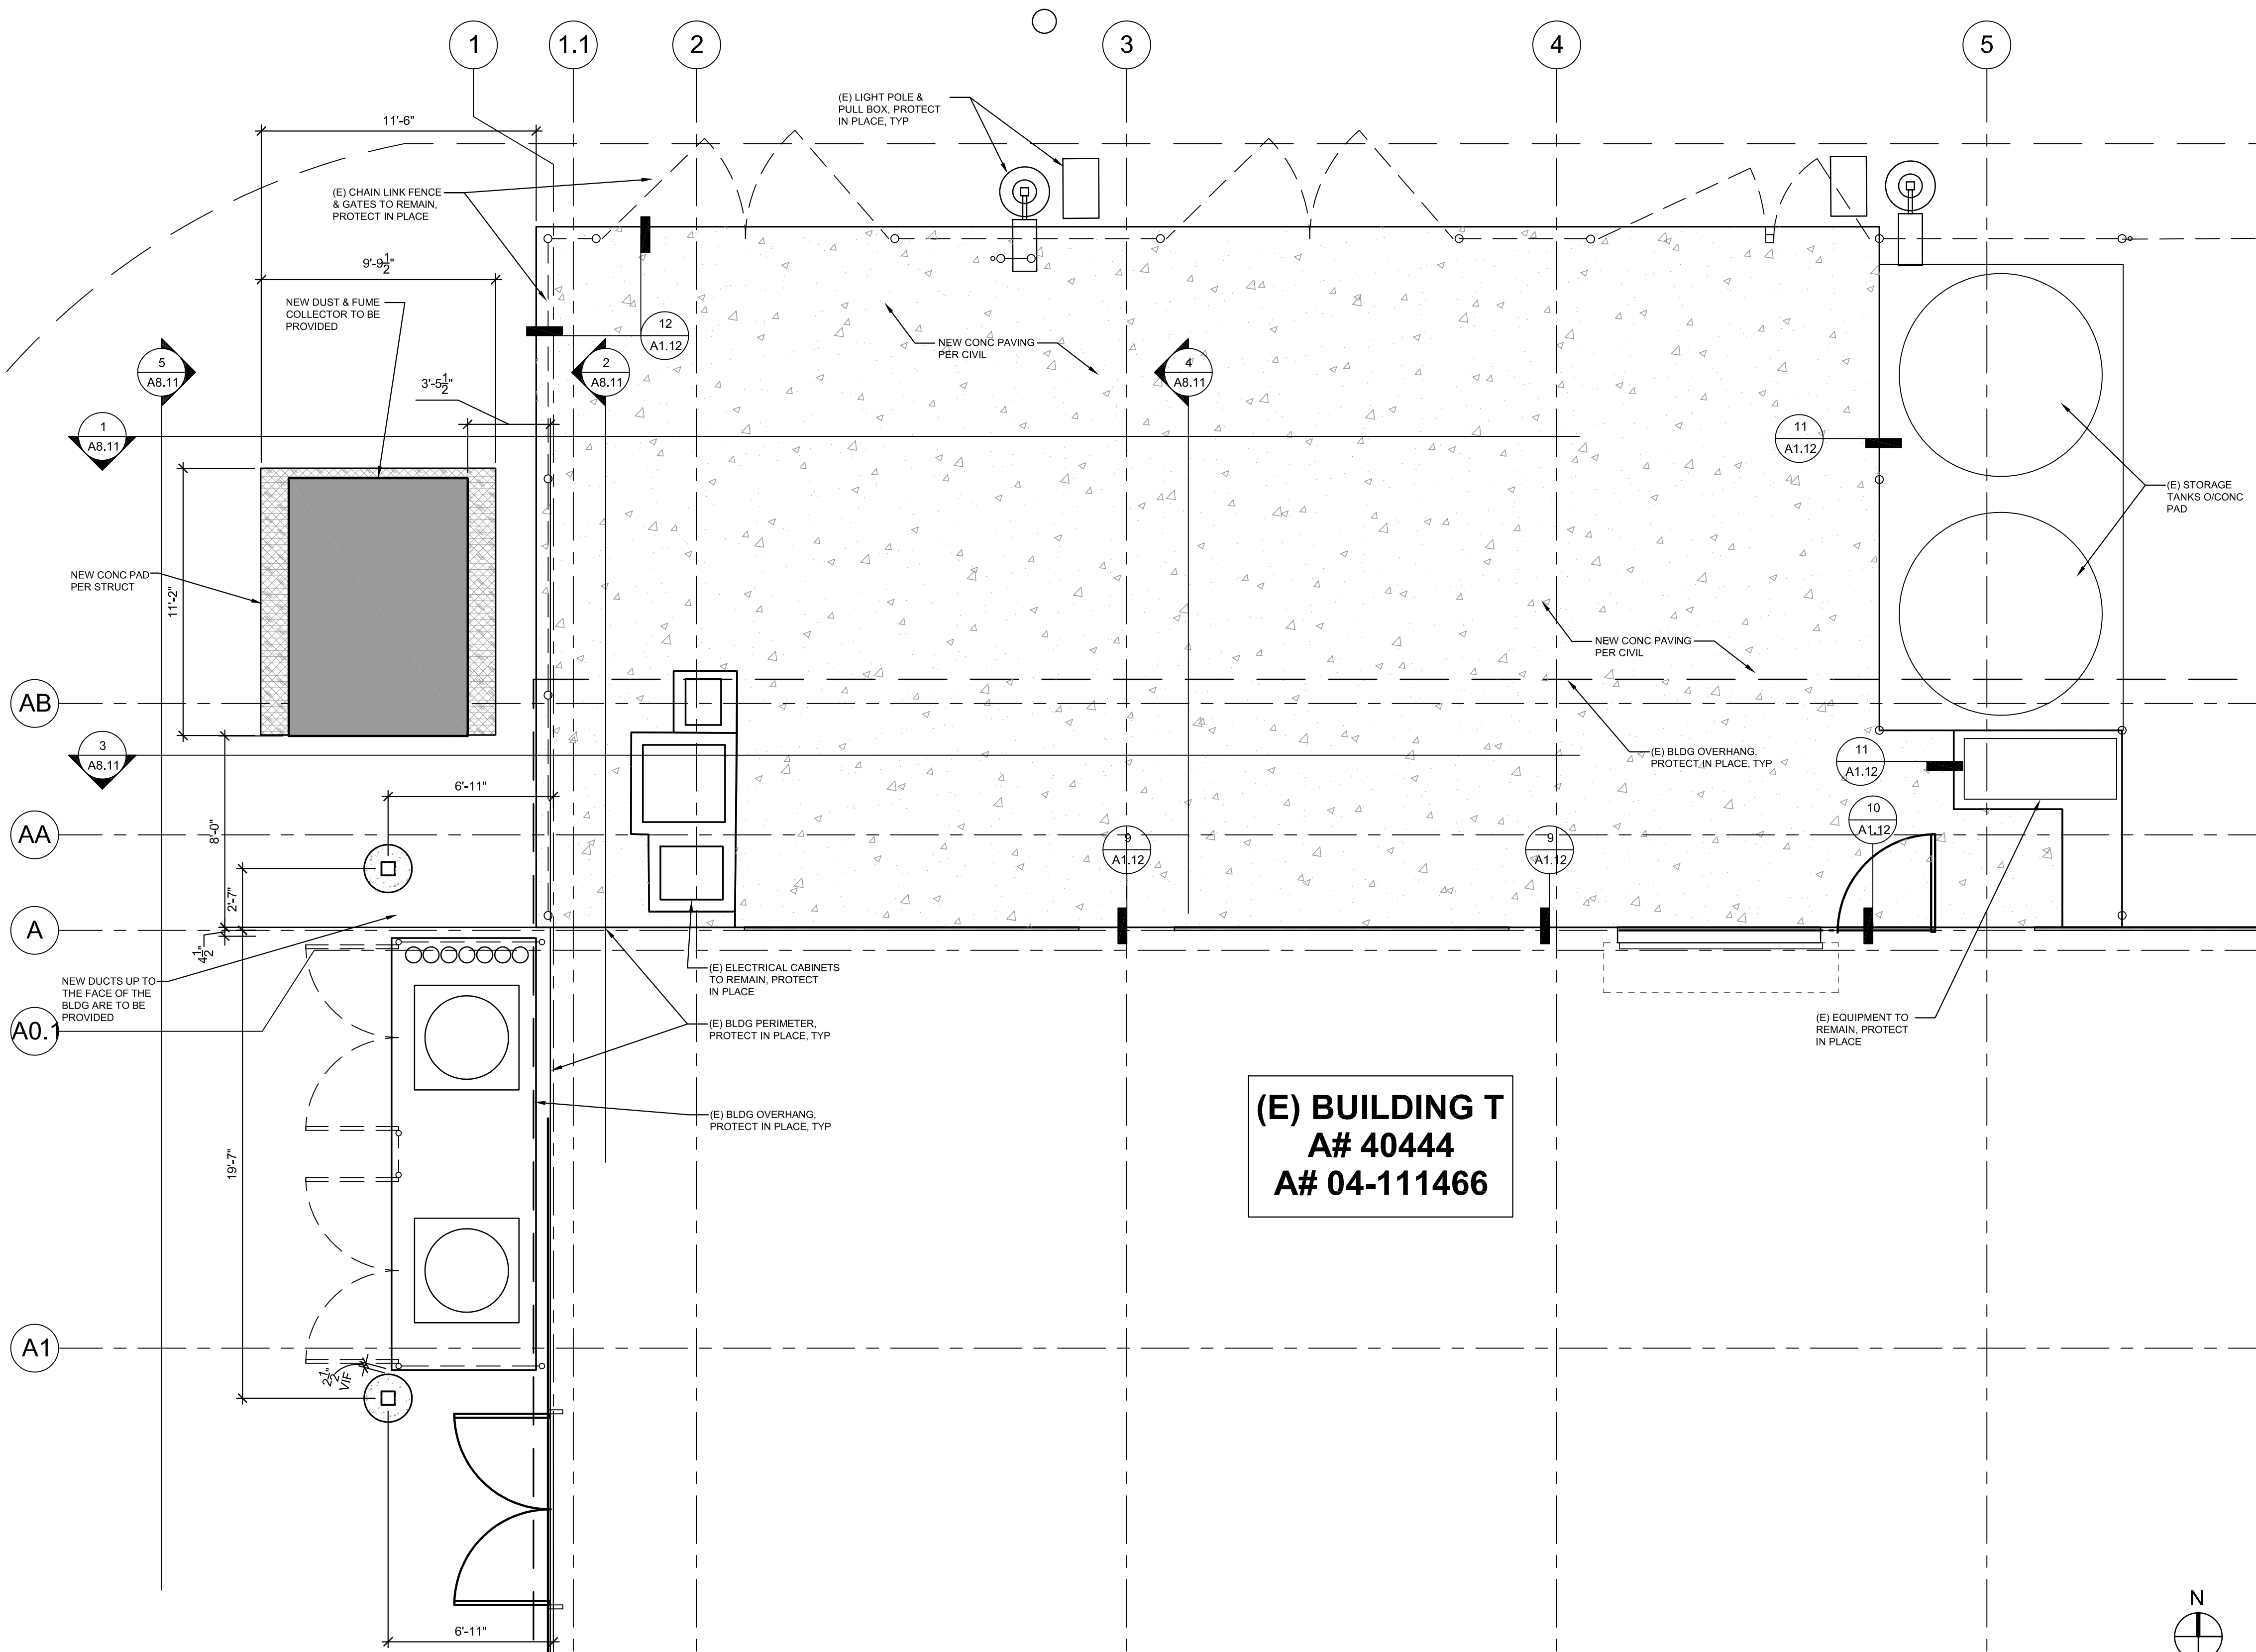 1
1.1
2
3
4
5
(E) LIGHT POLE &
PULL BOX, PROTECT
IN PLACE, TYP
11'-6"
(E) CHAIN LINK FENCE
& GATES TO REMAIN,
PROTECT IN PLACE
9'-9 1/2"
NEW DUST & FUME
COLLECTOR TO BE
PROVIDED
12
A1.12
NEW CONC PAVING
PER CIVIL
5
A8.11
2
A8.11
4
A8.11
3'-5 1/2"
1
A8.11
11
A1.12
(E) STORAGE
TANKS O/CONC
PAD
NEW CONC PAD
PER STRUCT
11'-2"
NEW CONC PAVING
PER CIVIL
AB
3
A8.11
(E) BLDG OVERHANG,
PROTECT IN PLACE, TYP
11
A1.12
6'-11"
10
A1.12
AA
8'-0"
9
A1.12
9
A1.12
2'-7"
A
4 1/2"
NEW DUCTS UP TO
THE FACE OF THE
BLDG ARE TO BE
PROVIDED
(E) ELECTRICAL CABINETS
TO REMAIN, PROTECT
IN PLACE
A0.1
(E) BLDG PERIMETER,
PROTECT IN PLACE, TYP
(E) EQUIPMENT TO
REMAIN, PROTECT
IN PLACE
(E) BLDG OVERHANG,
PROTECT IN PLACE, TYP
(E) BUILDING T
A# 40444
A# 04-111466
19'-7"
A1
2 1/2"
VIF
6'-11"
N